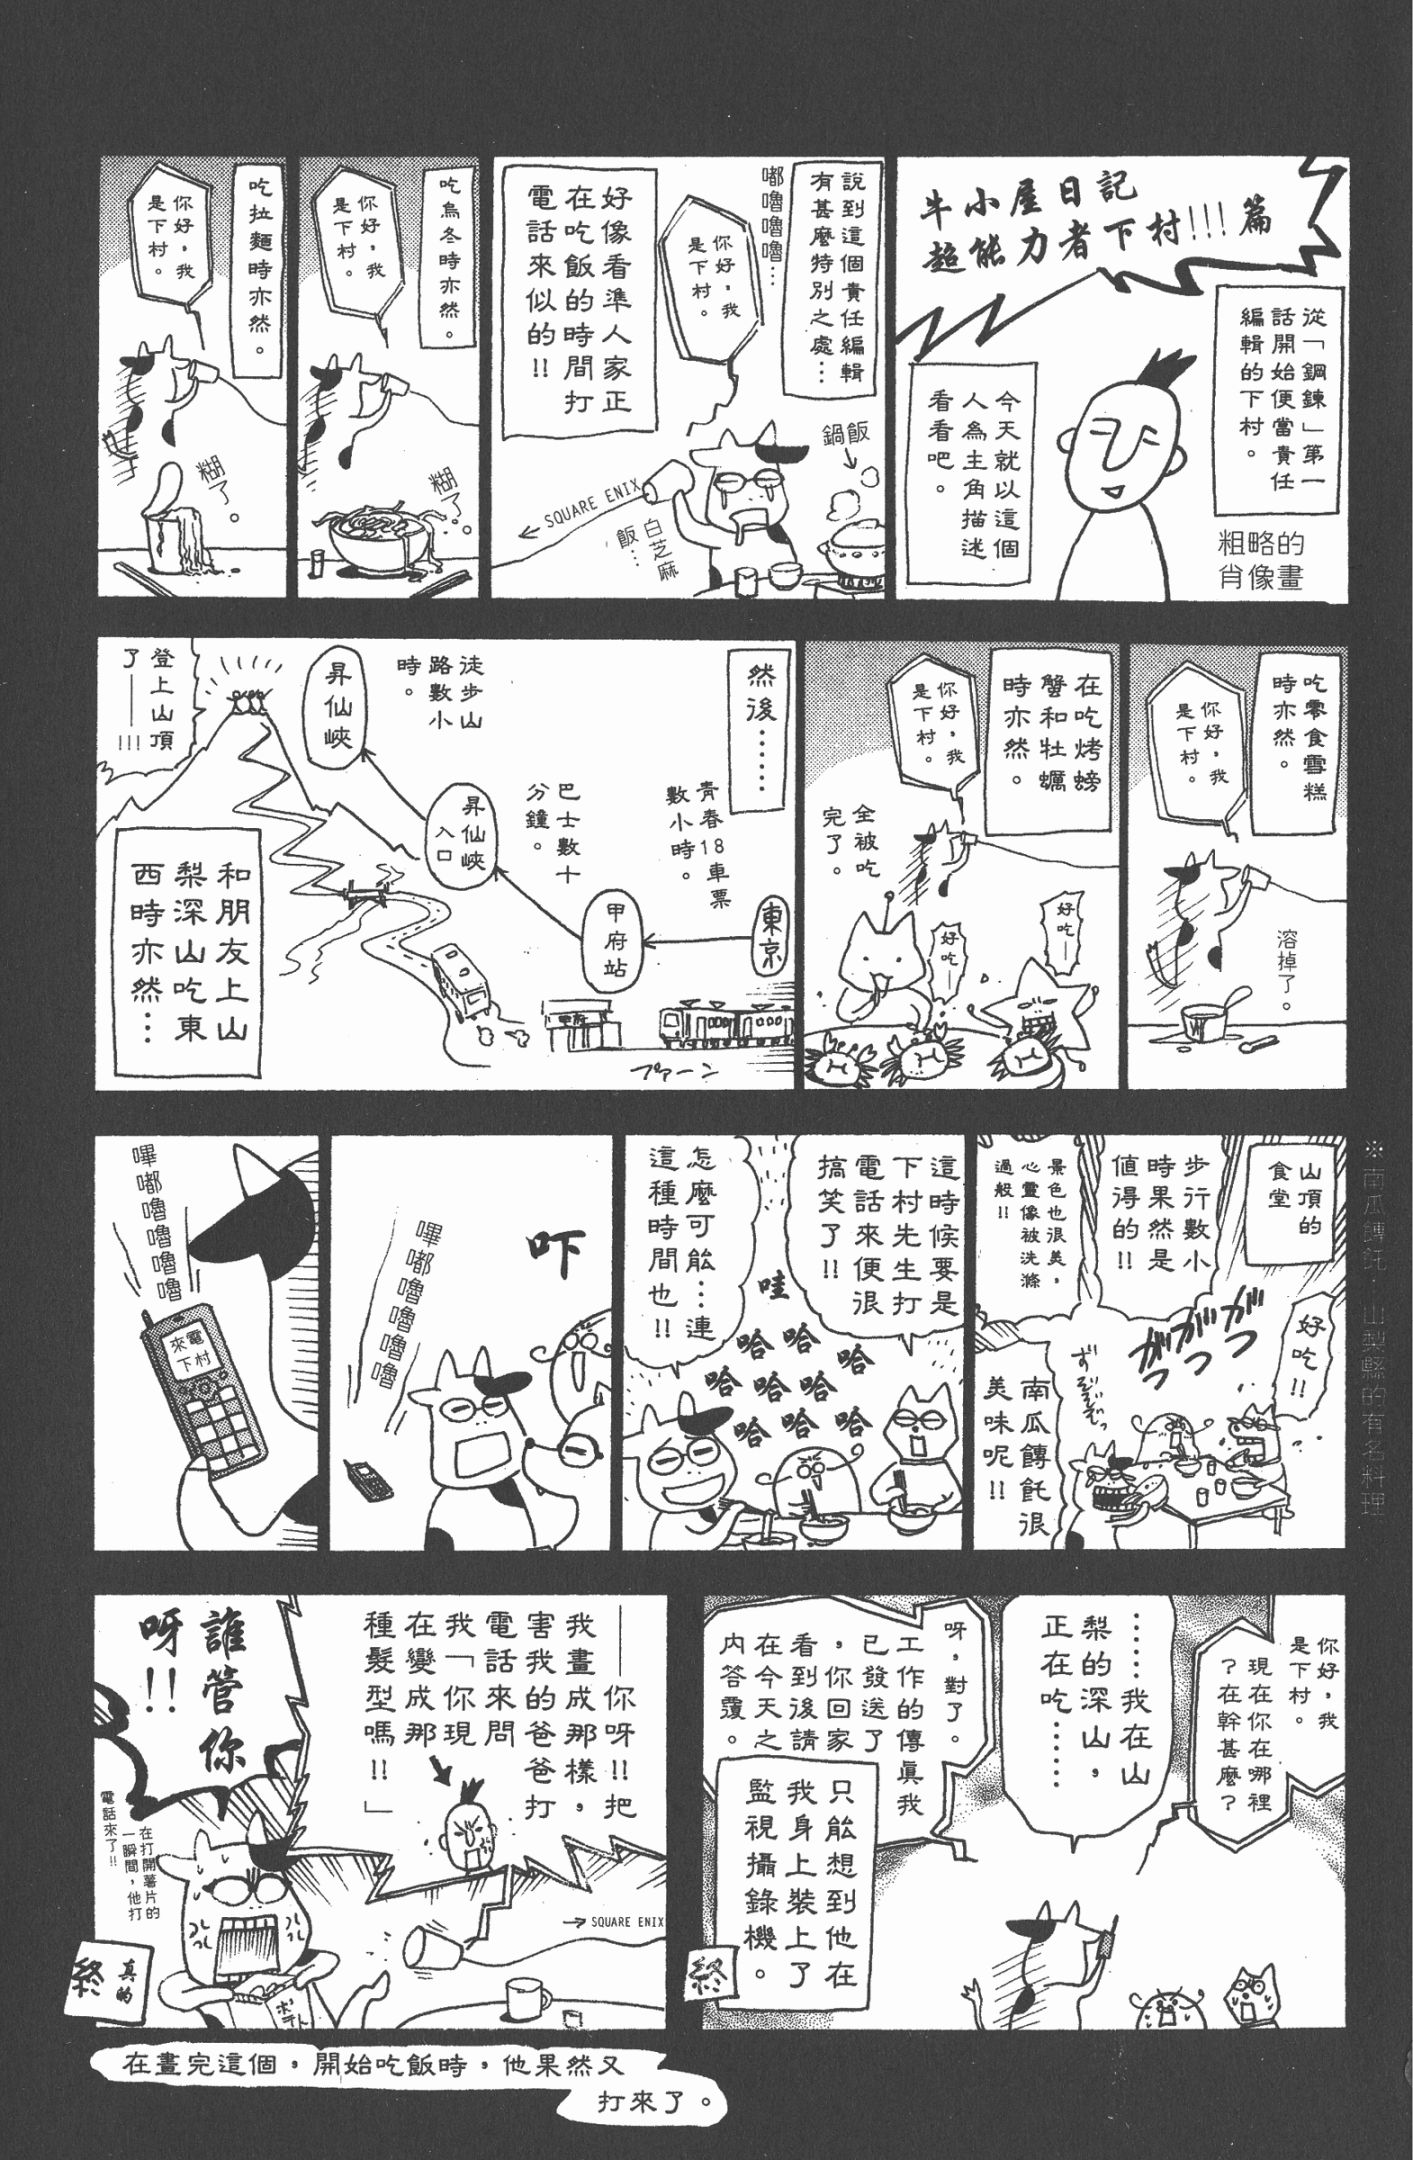 牛小屋日記
超能力者下村!!!篇
從「鋼鍊」第一
話開始便當責任
編輯的下村。
粗略的
肖像畫
今天就以這個
人為主角描述
看看吧。
說到這個責任編輯
有甚麼特別之處…
嘟嚕嚕嚕…
你好，我
是下村。
鍋飯
SQUARE ENIX
白芝麻
飯…
好像看準人家正
在吃飯的時間打
電話來似的!!
吃烏冬時亦然。
你好，我
是下村。
糊了。
吃拉麵時亦然。
你好，我
是下村。
糊了。
吃零食雪糕
時亦然。
你好，我
是下村。
溶掉了。
在吃烤螃
蟹和牡蠣
時亦然。
你好，我
是下村。
全被吃
完了。
好吃—
好吃—
然後……
東京
青春18車票
數小時。
甲府站
巴士數十
分鐘。
昇仙峽
入口
徒步山
路數小
時。
昇仙峽
登上山頂
了——!!!
甲府
プァーン
和朋友上山
梨深山吃東
西時亦然…
※南瓜餺飥：山梨縣的有名料理
山頂的
食堂
好吃!!
步行數小
時果然是
值得的!!
景色也很美，
心靈像被洗滌
過般!!
ガッガッガッ
ずぞぞぞっ
南瓜餺飥很
美味呢!!
這時候要是
下村先生打
電話來便很
搞笑了!!
哇
哈哈哈哈哈哈哈哈哈
怎麼可能…連
這種時間也!!
吓
嗶嘟嚕嚕嚕嚕
嗶嘟嚕嚕嚕嚕
來電
下村
你好，我
是下村。
現在你在哪裡
？在幹甚麼？
……我在山
梨的深山，
正在吃……
呀，對了。
工作的傳真我
已發送了
，你回家
看到後請
在今天之
內答覆。
只能想到他在
我身上裝上了
監視攝錄機。
終
——你呀!!把
我畫成那樣，
害我的爸爸打
電話來問
我「你現
在變成那
種髮型嗎!!」
SQUARE ENIX
誰管你
呀!!
在打開薯片的
一瞬間，他打
電話來了!!
ポテト
真的
終
在畫完這個，開始吃飯時，他果然又
打來了。